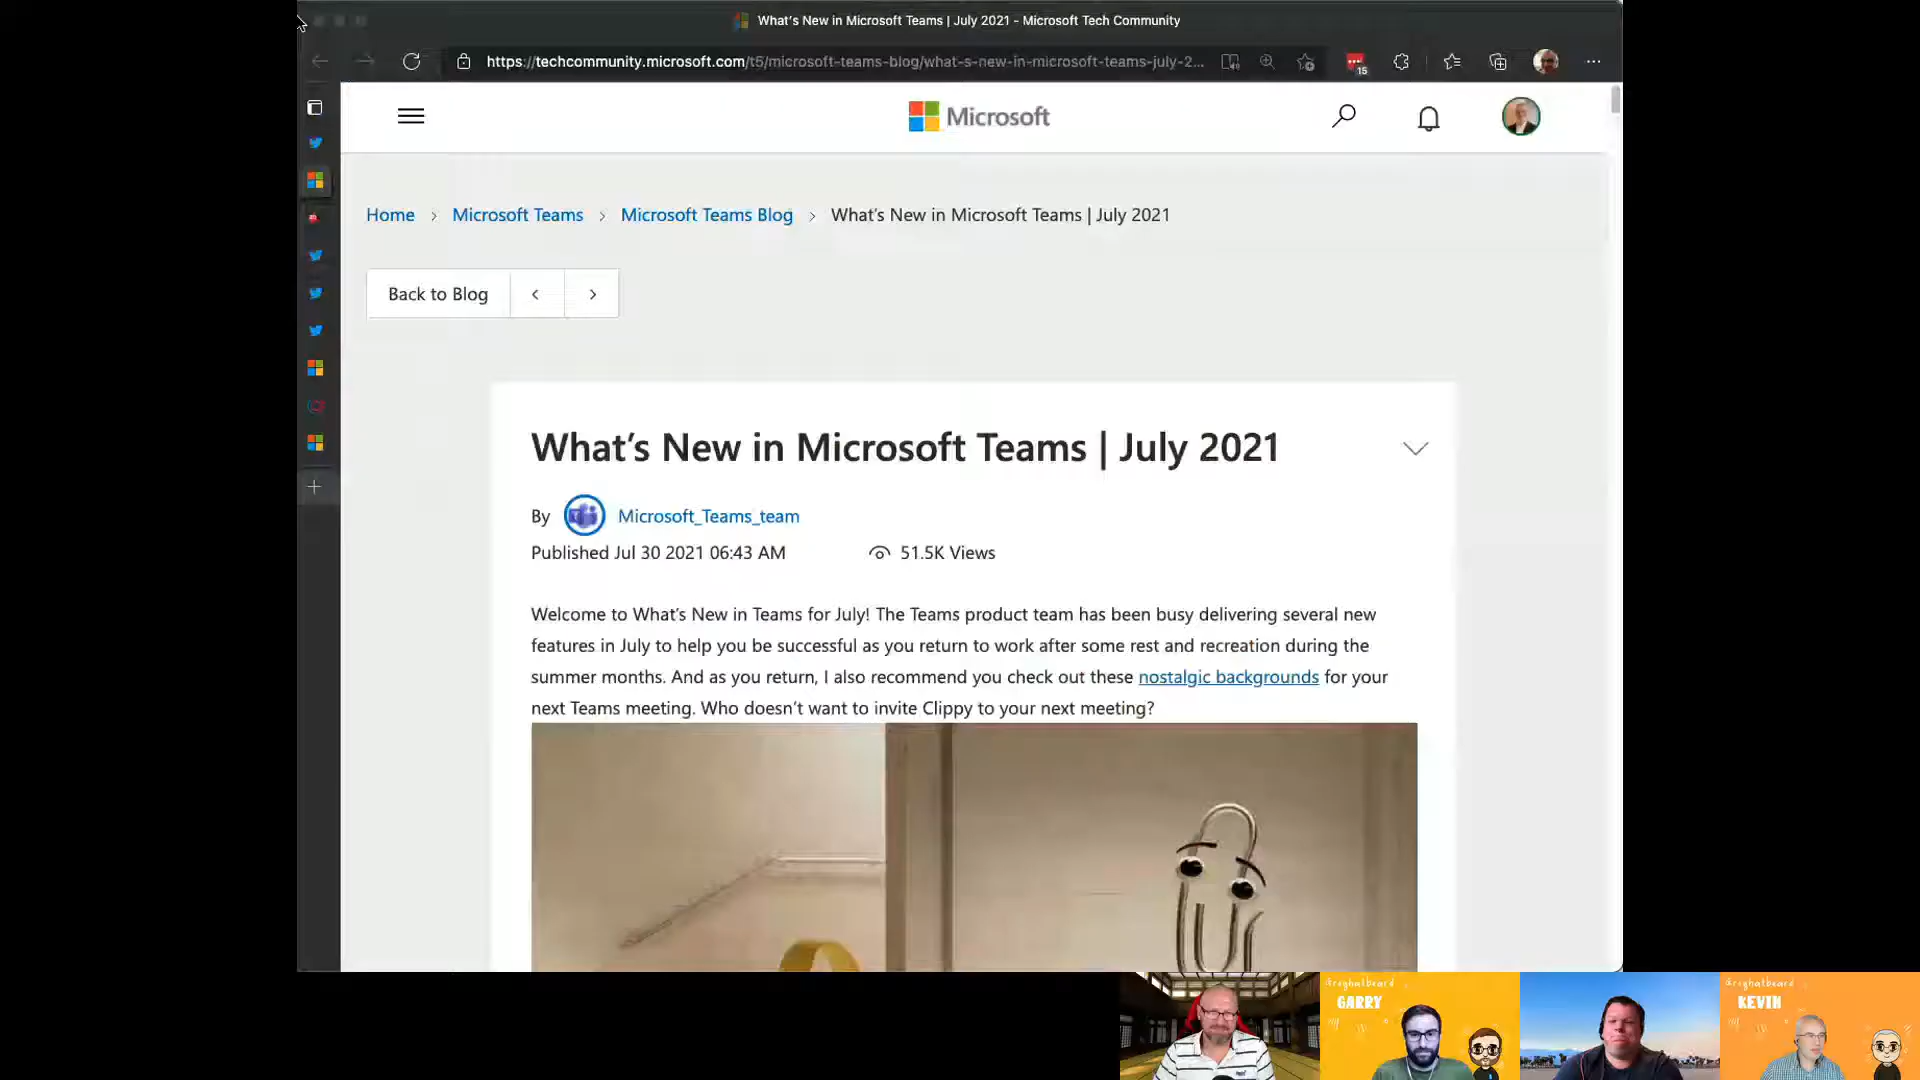 What's New in Microsoft Teams | July 2021 - Microsoft Tech Community
https://techcommunity.microsoft.com/t5/microsoft-teams-blog/what-s-new-in-microsoft-teams-july-2...
15
Microsoft
Home > Microsoft Teams > Microsoft Teams Blog > What's New in Microsoft Teams | July 2021
Back to Blog
What's New in Microsoft Teams | July 2021
By Microsoft_Teams_team
Published Jul 30 2021 06:43 AM 51.5K Views
Welcome to What's New in Teams for July! The Teams product team has been busy delivering several new
features in July to help you be successful as you return to work after some rest and recreation during the
summer months. And as you return, I also recommend you check out these nostalgic backgrounds for your
next Teams meeting. Who doesn't want to invite Clippy to your next meeting?
GARRY
KEVIN